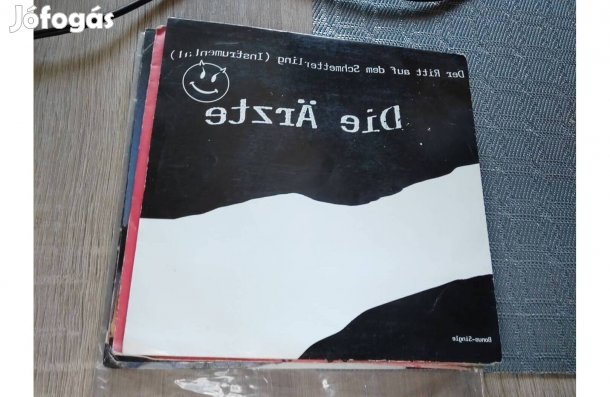 Jófogás
Der Ritt auf dem Schmetterling (Instrumental)
Die Ärzte
Bonus-Single